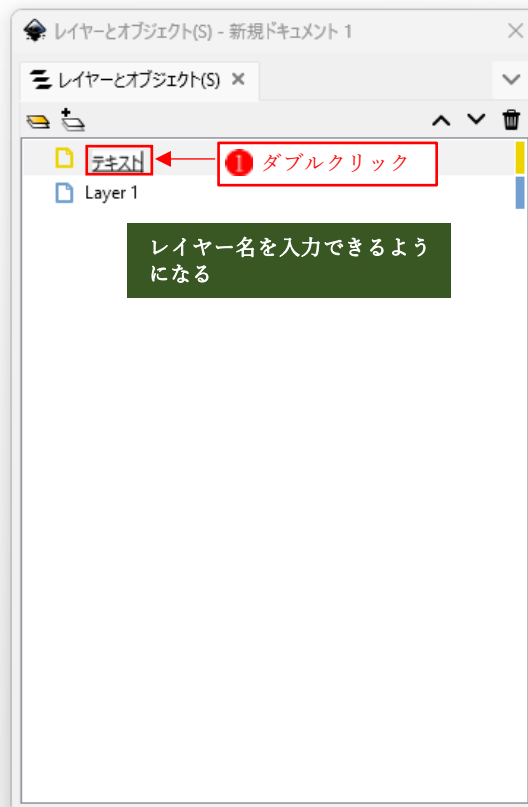 レイヤーとオブジェクト(S) - 新規ドキュメント 1
レイヤーとオブジェクト(S)
テキスト
1 ダブルクリック
Layer 1
レイヤー名を入力できるよう
になる